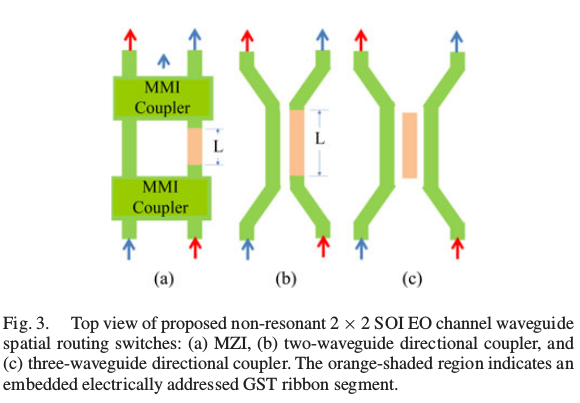 MMI
Coupler
L
MMI
Coupler
L
(a)
(b)
(c)
Fig. 3. Top view of proposed non-resonant 2 × 2 SOI EO channel waveguide
spatial routing switches: (a) MZI, (b) two-waveguide directional coupler, and
(c) three-waveguide directional coupler. The orange-shaded region indicates an
embedded electrically addressed GST ribbon segment.